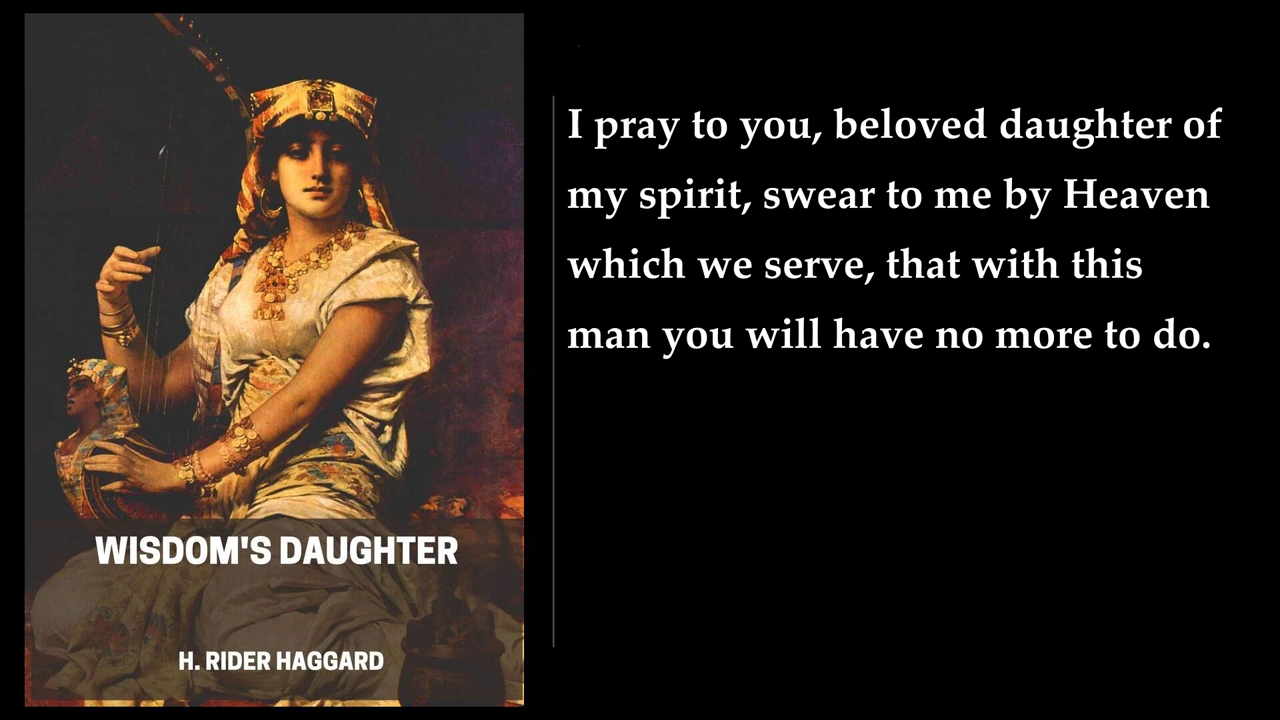 WISDOM'S DAUGHTER
H. RIDER HAGGARD
I pray to you, beloved daughter of
my spirit, swear to me by Heaven
which we serve, that with this
man you will have no more to do.